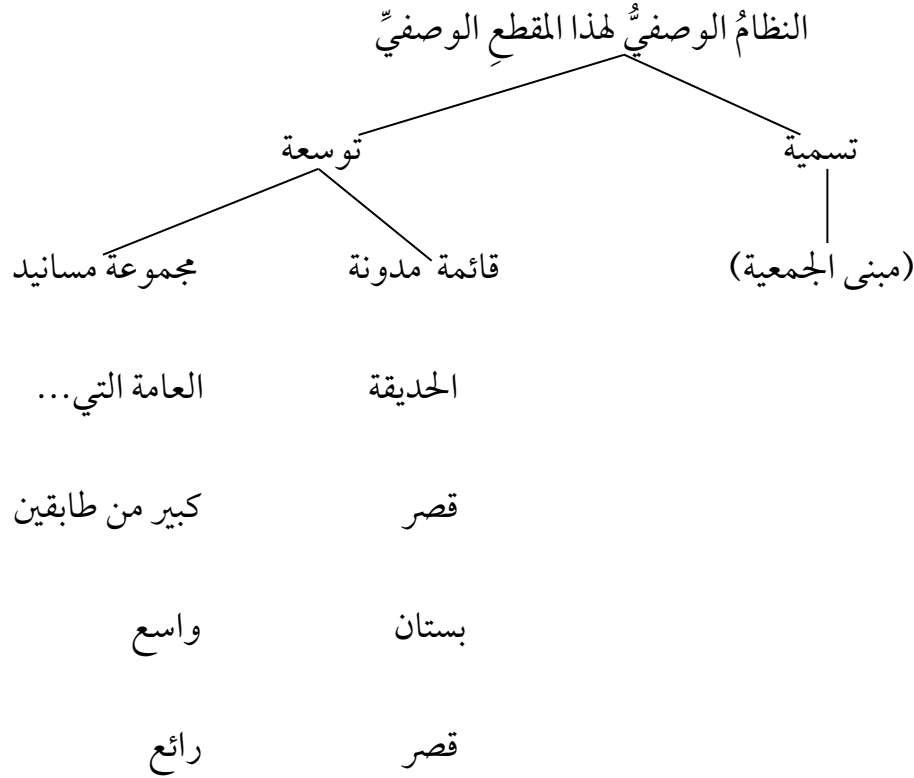 النظامُ الوصفيُّ لهذا المقطعِ الوصفيِّ
تسمية توسعة
(مبنى الجمعية) قائمة مدونة مجموعة مسانيد
الحديقة العامة التي...
قصر كبير من طابقين
بستان واسع
قصر رائع